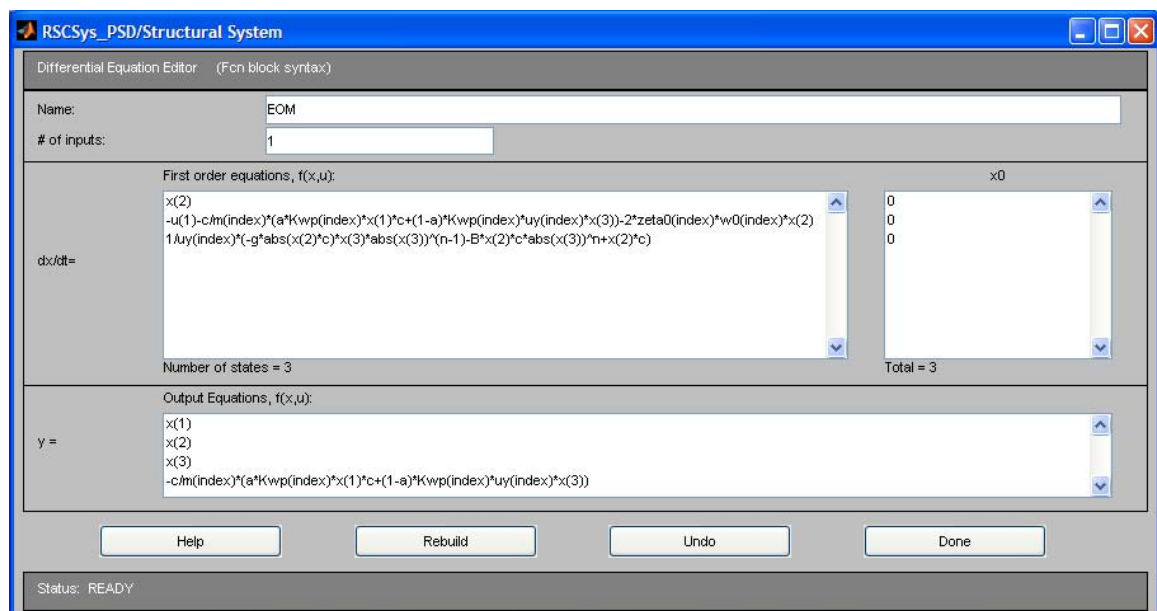 RSCSys_PSD/Structural System
Differential Equation Editor (Fcn block syntax)
Name: EOM
# of inputs: 1
First order equations, f(x,u): x0
x(2) 0
-u(1)-c/m(index)*(a*Kwp(index)*x(1)*c+(1-a)*Kwp(index)*uy(index)*x(3))-2*zeta0(index)*w0(index)*x(2) 0
1/uy(index)*(-g*abs(x(2)*c)*x(3)*abs(x(3))^(n-1)-B*x(2)*c*abs(x(3))^n+x(2)*c) 0
dx/dt=
Number of states = 3 Total = 3
Output Equations, f(x,u):
x(1)
y = x(2)
x(3)
-c/m(index)*(a*Kwp(index)*x(1)*c+(1-a)*Kwp(index)*uy(index)*x(3))
Help Rebuild Undo Done
Status: READY